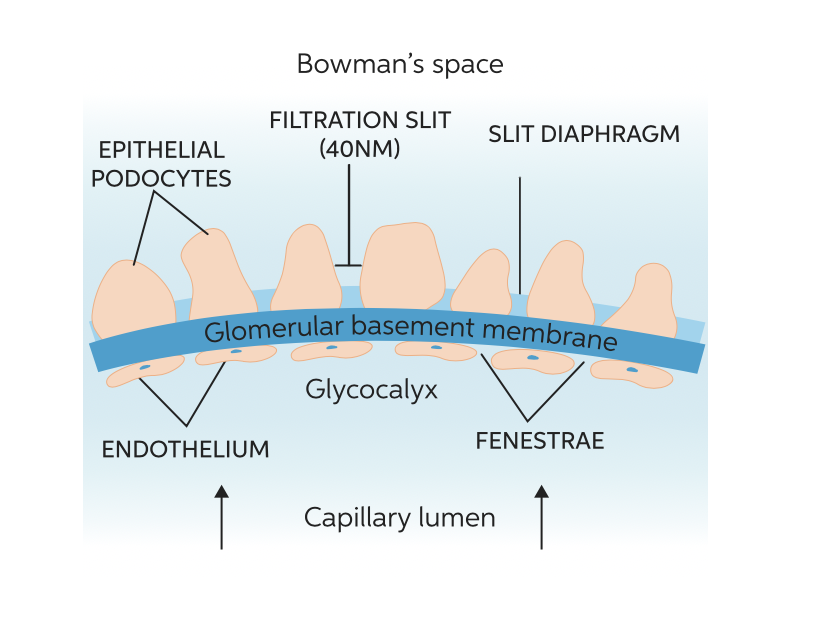 Bowman’s space
FILTRATION SLIT
(40NM)
SLIT DIAPHRAGM
EPITHELIAL
PODOCYTES
Glomerular basement membrane
Glycocalyx
ENDOTHELIUM
FENESTRAE
Capillary lumen